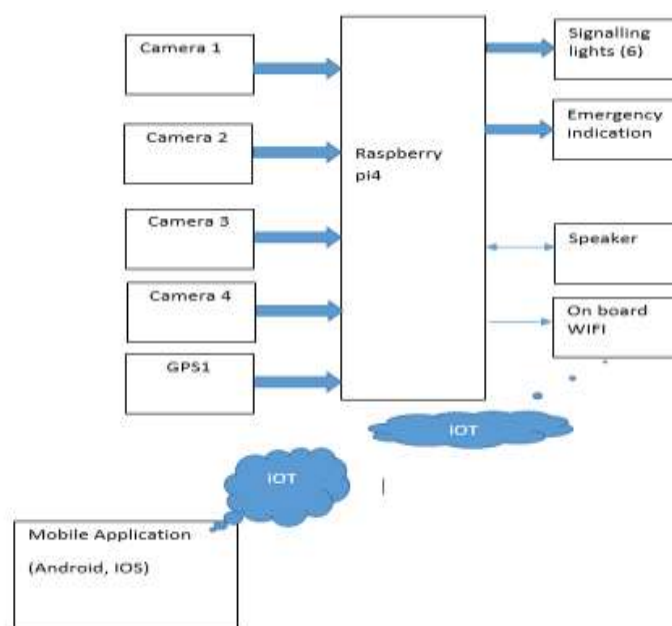 Camera 1
Camera 2
Camera 3
Camera 4
GPS1
Raspberry
pi4
Signalling
lights (6)
Emergency
indication
Speaker
On board
WIFI
IOT
IOT
Mobile Application
(Android, IOS)